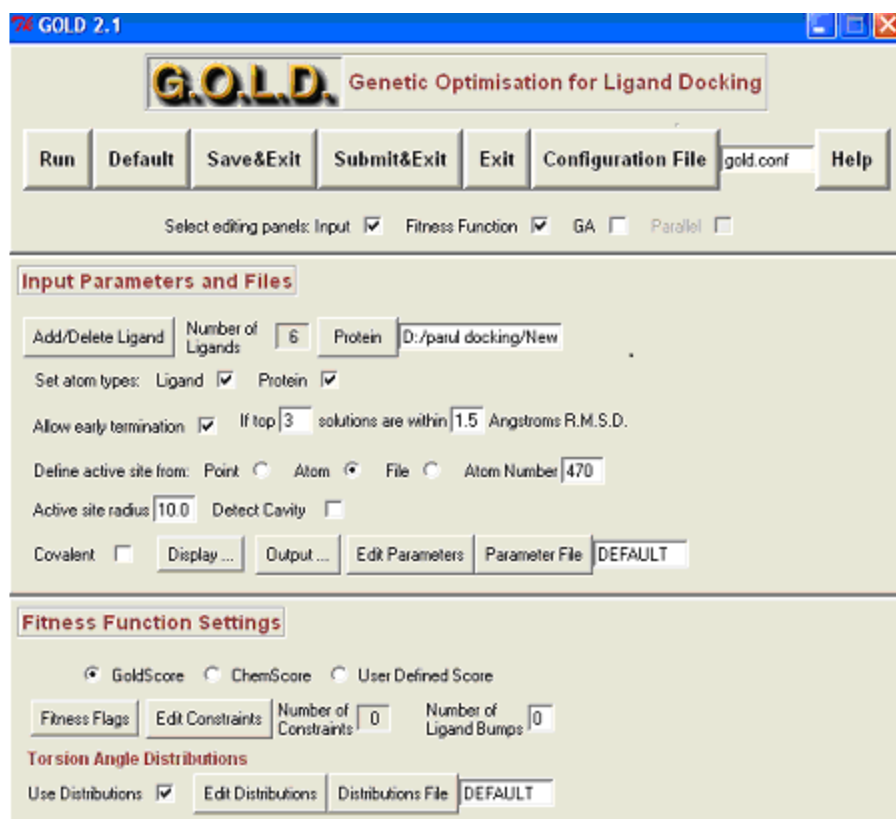 GOLD 2.1
G.O.L.D. Genetic Optimisation for Ligand Docking
Run Default Save&Exit Submit&Exit Exit Configuration File gold.conf Help
Select editing panels: Input Fitness Function GA Parallel
Input Parameters and Files
Add/Delete Ligand Number of Ligands 6 Protein D:/parul docking/New
Set atom types: Ligand Protein
Allow early termination If top 3 solutions are within 1.5 Angstroms R.M.S.D.
Define active site from: Point Atom File Atom Number 470
Active site radius 10.0 Detect Cavity
Covalent Display ... Output ... Edit Parameters Parameter File DEFAULT
Fitness Function Settings
GoldScore ChemScore User Defined Score
Fitness Flags Edit Constraints Number of Constraints 0 Number of Ligand Bumps 0
Torsion Angle Distributions
Use Distributions Edit Distributions Distributions File DEFAULT